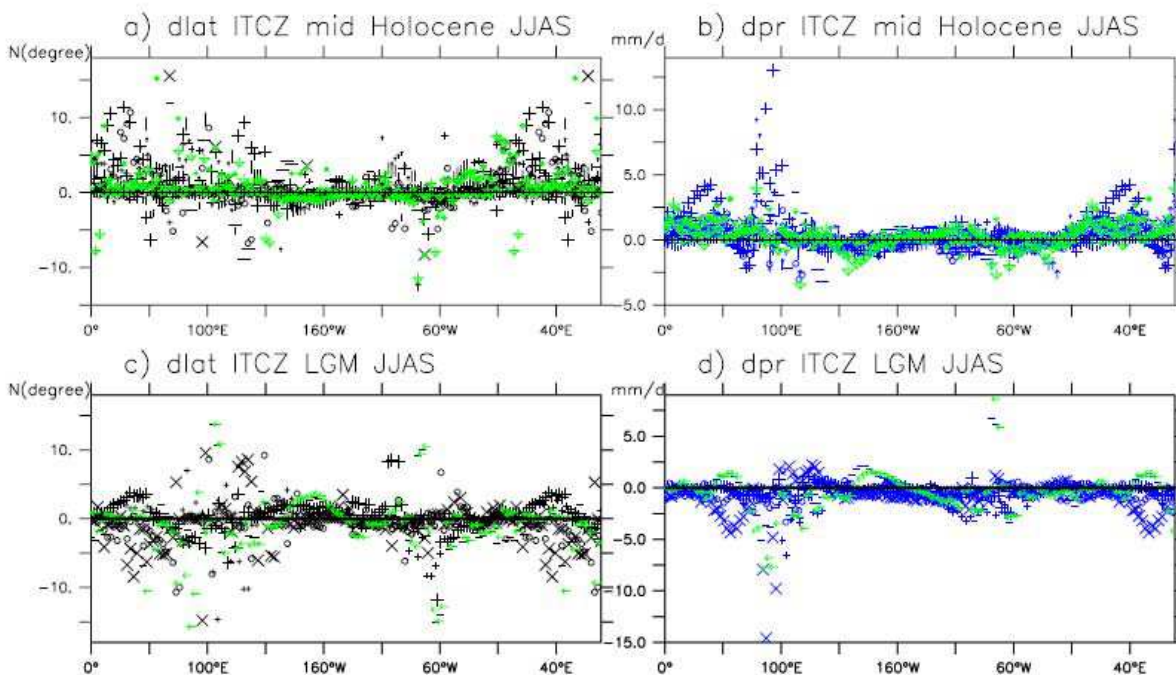 a) dlat ITCZ mid Holocene JJAS
N(degree)
10.
0.
-10.
0° 100°E 160°W 60°W 40°E
b) dpr ITCZ mid Holocene JJAS
mm/d
10.0
5.0
0.0
-5.0
0° 100°E 160°W 60°W 40°E
c) dlat ITCZ LGM JJAS
N(degree)
10.
0.
-10.
0° 100°E 160°W 60°W 40°E
d) dpr ITCZ LGM JJAS
mm/d
5.0
0.0
-5.0
-10.0
-15.0
0° 100°E 160°W 60°W 40°E